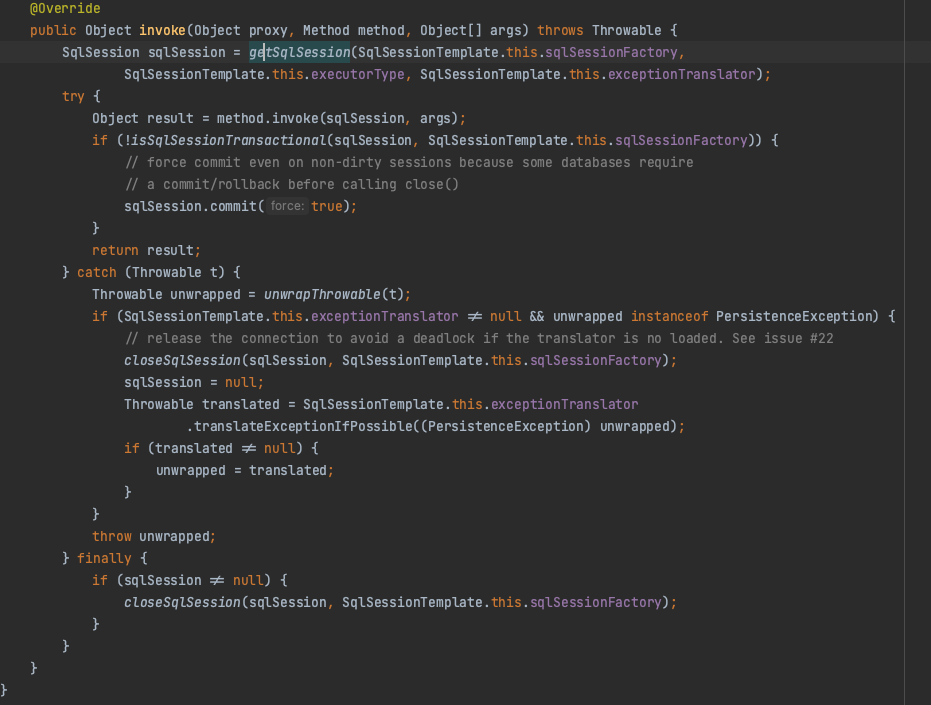 @Override
public Object invoke(Object proxy, Method method, Object[] args) throws Throwable {
SqlSession sqlSession = getSqlSession(SqlSessionTemplate.this.sqlSessionFactory,
SqlSessionTemplate.this.executorType, SqlSessionTemplate.this.exceptionTranslator);
try {
Object result = method.invoke(sqlSession, args);
if (!isSqlSessionTransactional(sqlSession, SqlSessionTemplate.this.sqlSessionFactory)) {
// force commit even on non-dirty sessions because some databases require
// a commit/rollback before calling close()
sqlSession.commit( force: true);
}
return result;
} catch (Throwable t) {
Throwable unwrapped = unwrapThrowable(t);
if (SqlSessionTemplate.this.exceptionTranslator != null && unwrapped instanceof PersistenceException) {
// release the connection to avoid a deadlock if the translator is no loaded. See issue #22
closeSqlSession(sqlSession, SqlSessionTemplate.this.sqlSessionFactory);
sqlSession = null;
Throwable translated = SqlSessionTemplate.this.exceptionTranslator
.translateExceptionIfPossible((PersistenceException) unwrapped);
if (translated != null) {
unwrapped = translated;
}
}
throw unwrapped;
} finally {
if (sqlSession != null) {
closeSqlSession(sqlSession, SqlSessionTemplate.this.sqlSessionFactory);
}
}
}
}